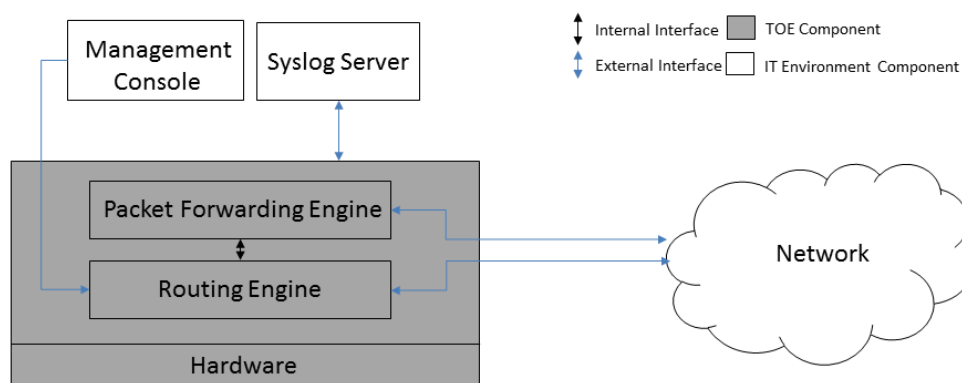 Management
Console
Syslog Server
Internal Interface
TOE Component
External Interface
IT Environment Component
Packet Forwarding Engine
Routing Engine
Network
Hardware